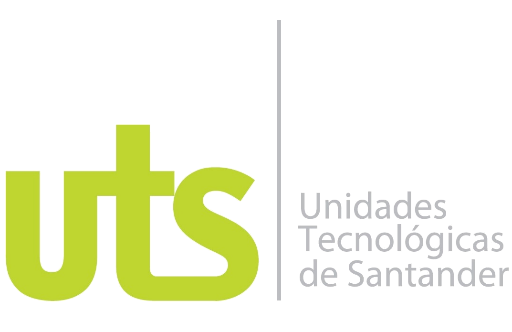 uts
Unidades
Tecnológicas
de Santander